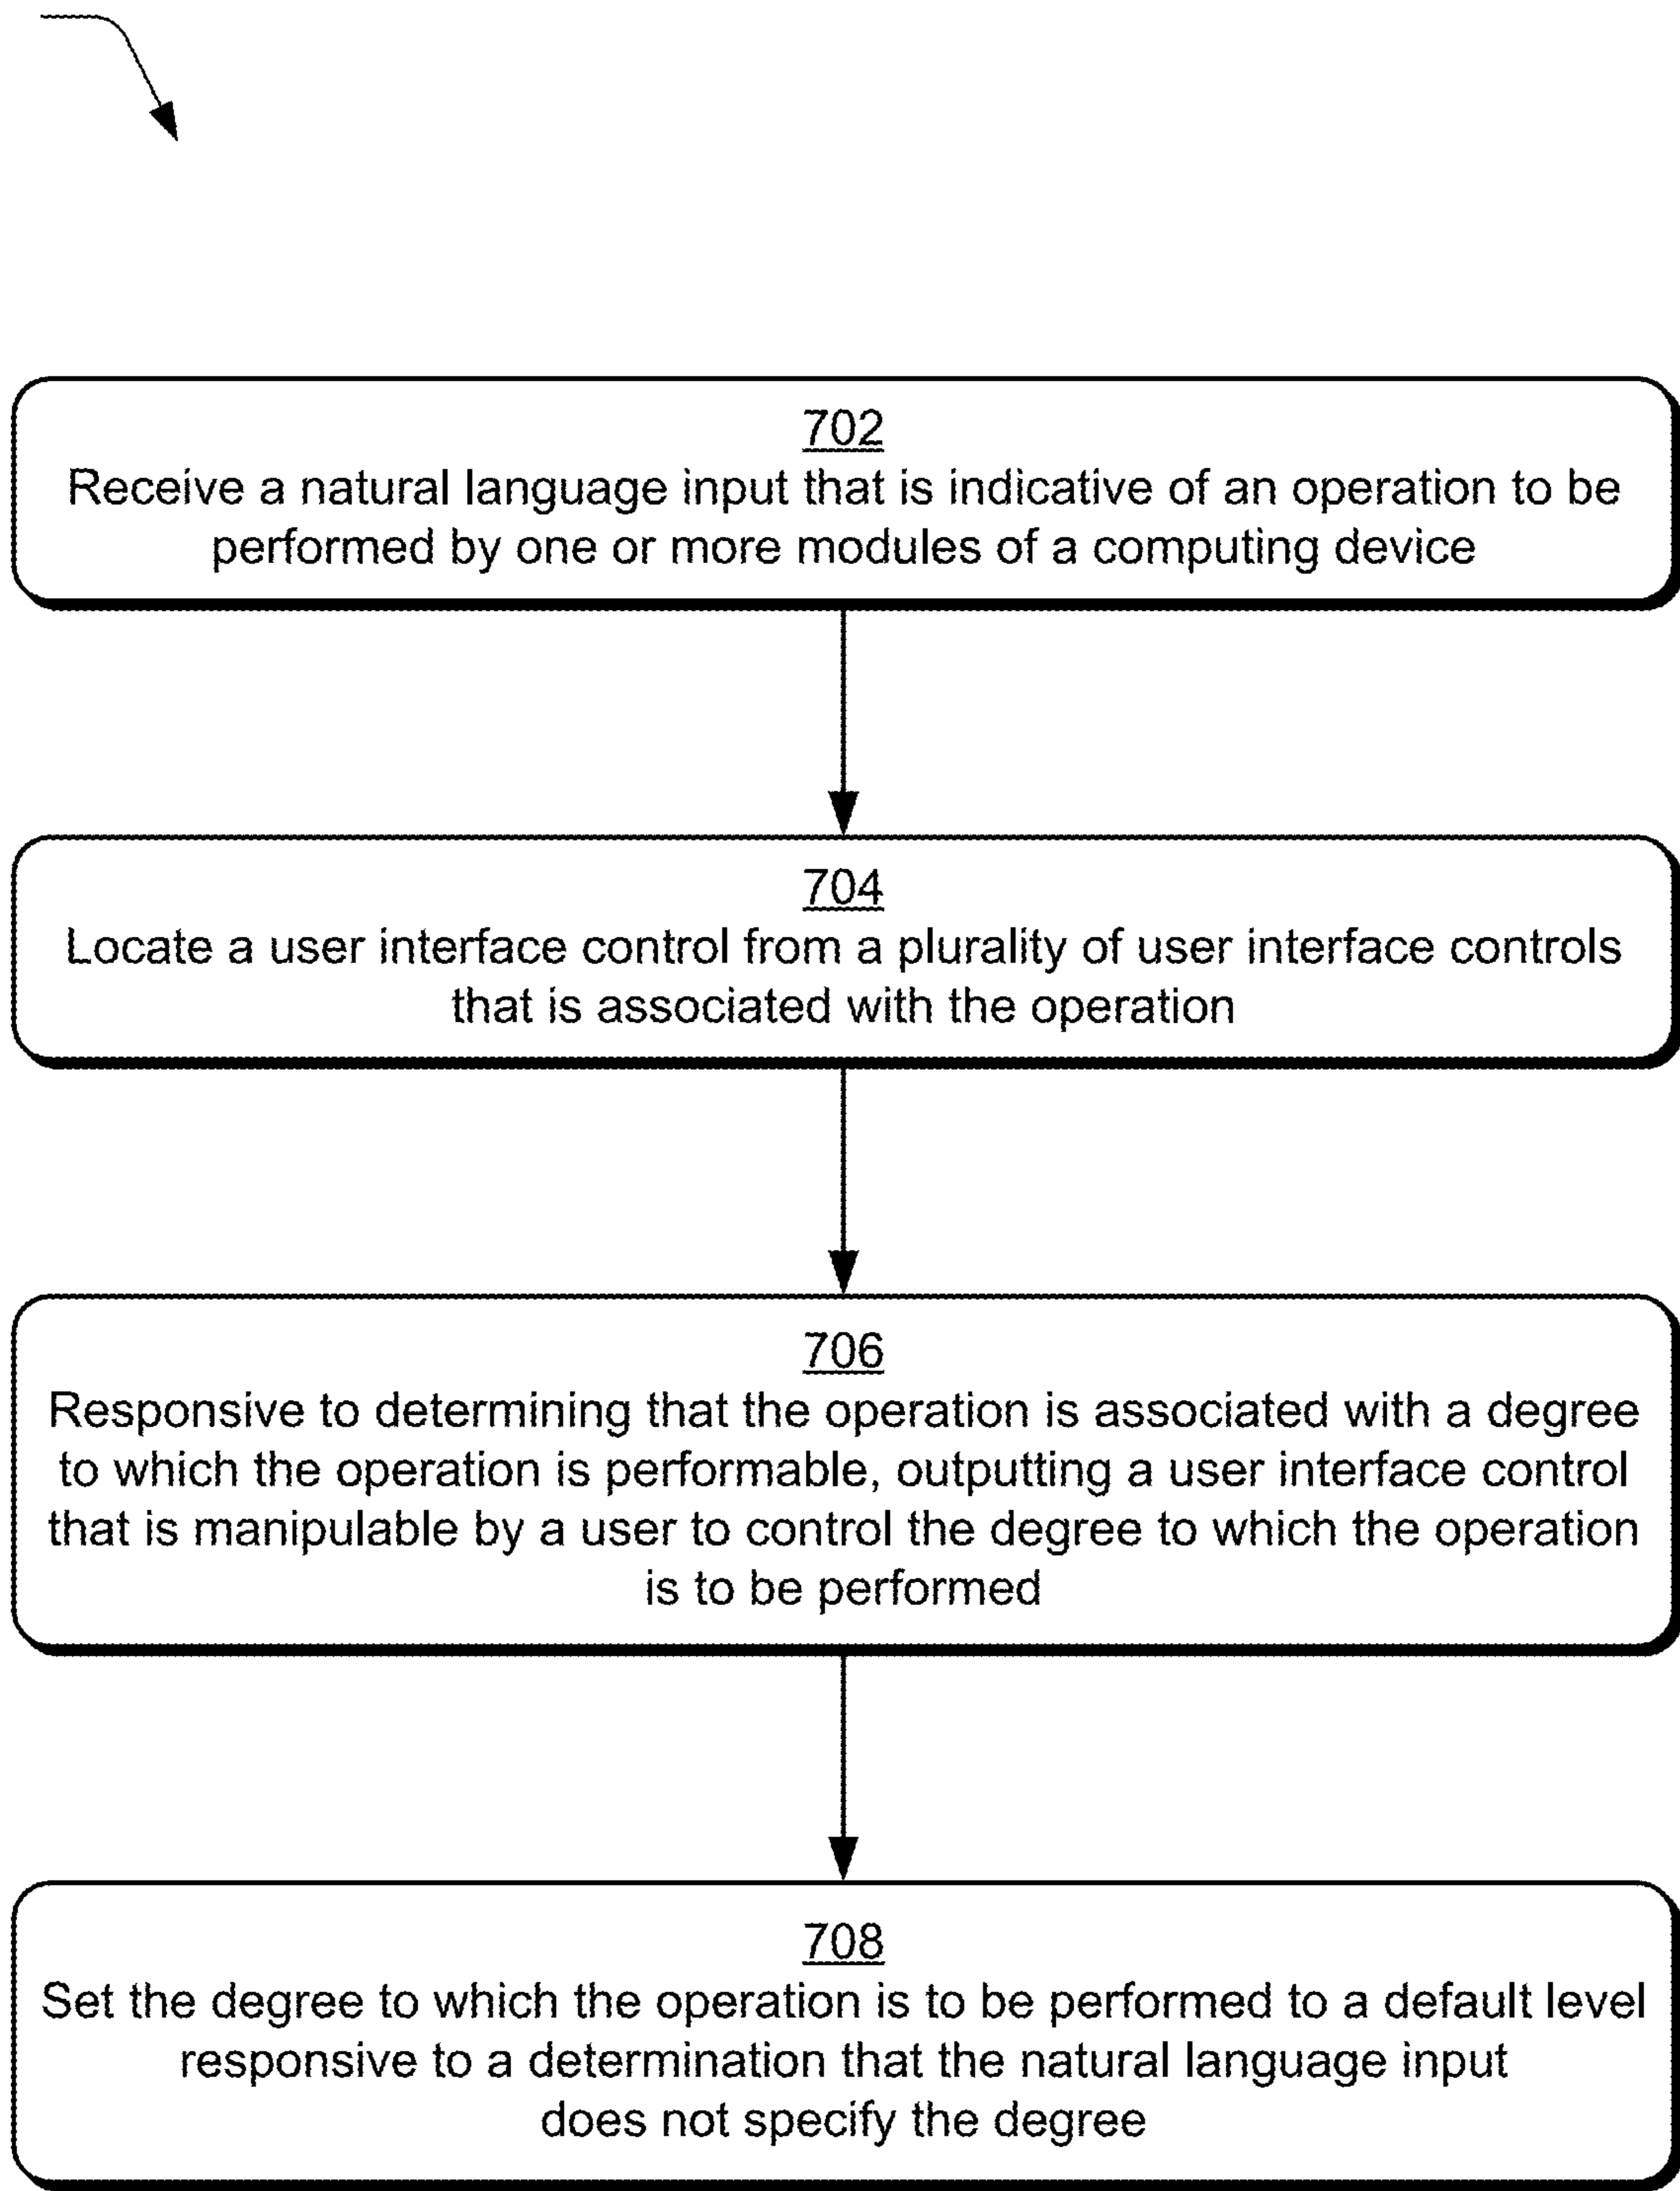 702
Receive a natural language input that is indicative of an operation to be
performed by one or more modules of a computing device
704
Locate a user interface control from a plurality of user interface controls
that is associated with the operation
706
Responsive to determining that the operation is associated with a degree
to which the operation is performable, outputting a user interface control
that is manipulable by a user to control the degree to which the operation
is to be performed
708
Set the degree to which the operation is to be performed to a default level
responsive to a determination that the natural language input
does not specify the degree